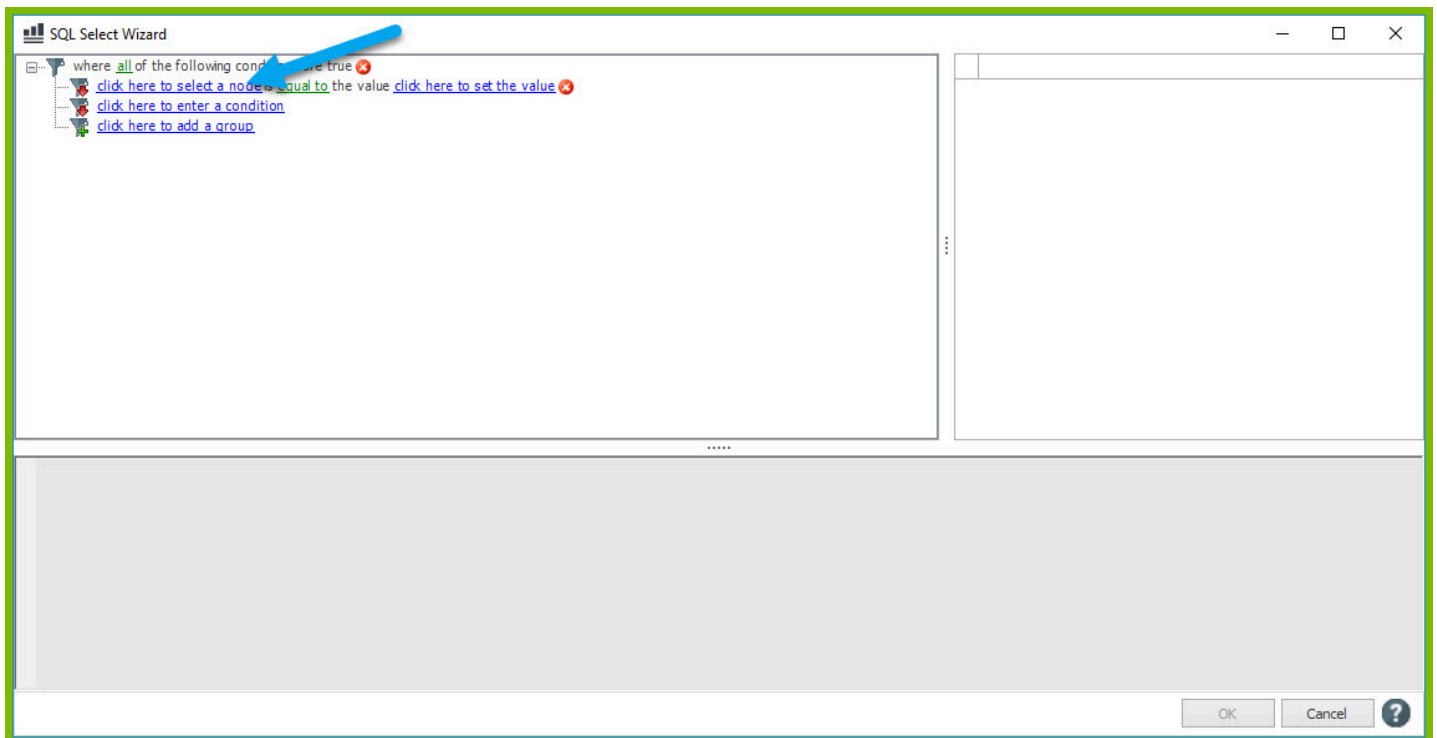 SQL Select Wizard
where all of the following cond re true
click here to select a node is equal to the value click here to set the value
click here to enter a condition
click here to add a group
OK Cancel ?